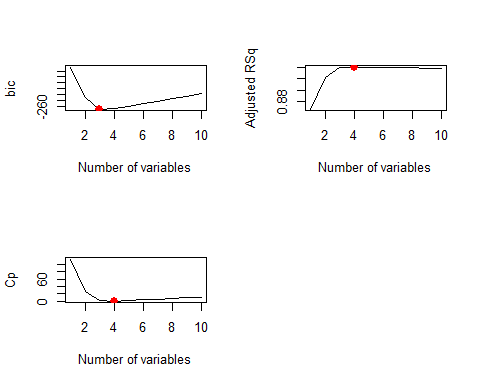 bic
-260
2 4 6 8 10
Number of variables
Adjusted RSq
0.88
2 4 6 8 10
Number of variables
Cp
60
0
2 4 6 8 10
Number of variables